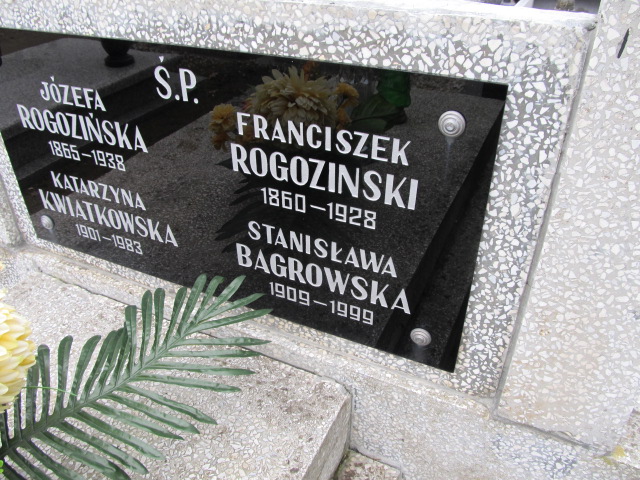 Ś.P.
JÓZEFA
ROGOZIŃSKA
1865-1938
KATARZYNA
KWIATKOWSKA
1901-1983
FRANCISZEK
ROGOZINSKI
1860-1928
STANISŁAWA
BAGROWSKA
1909-1999